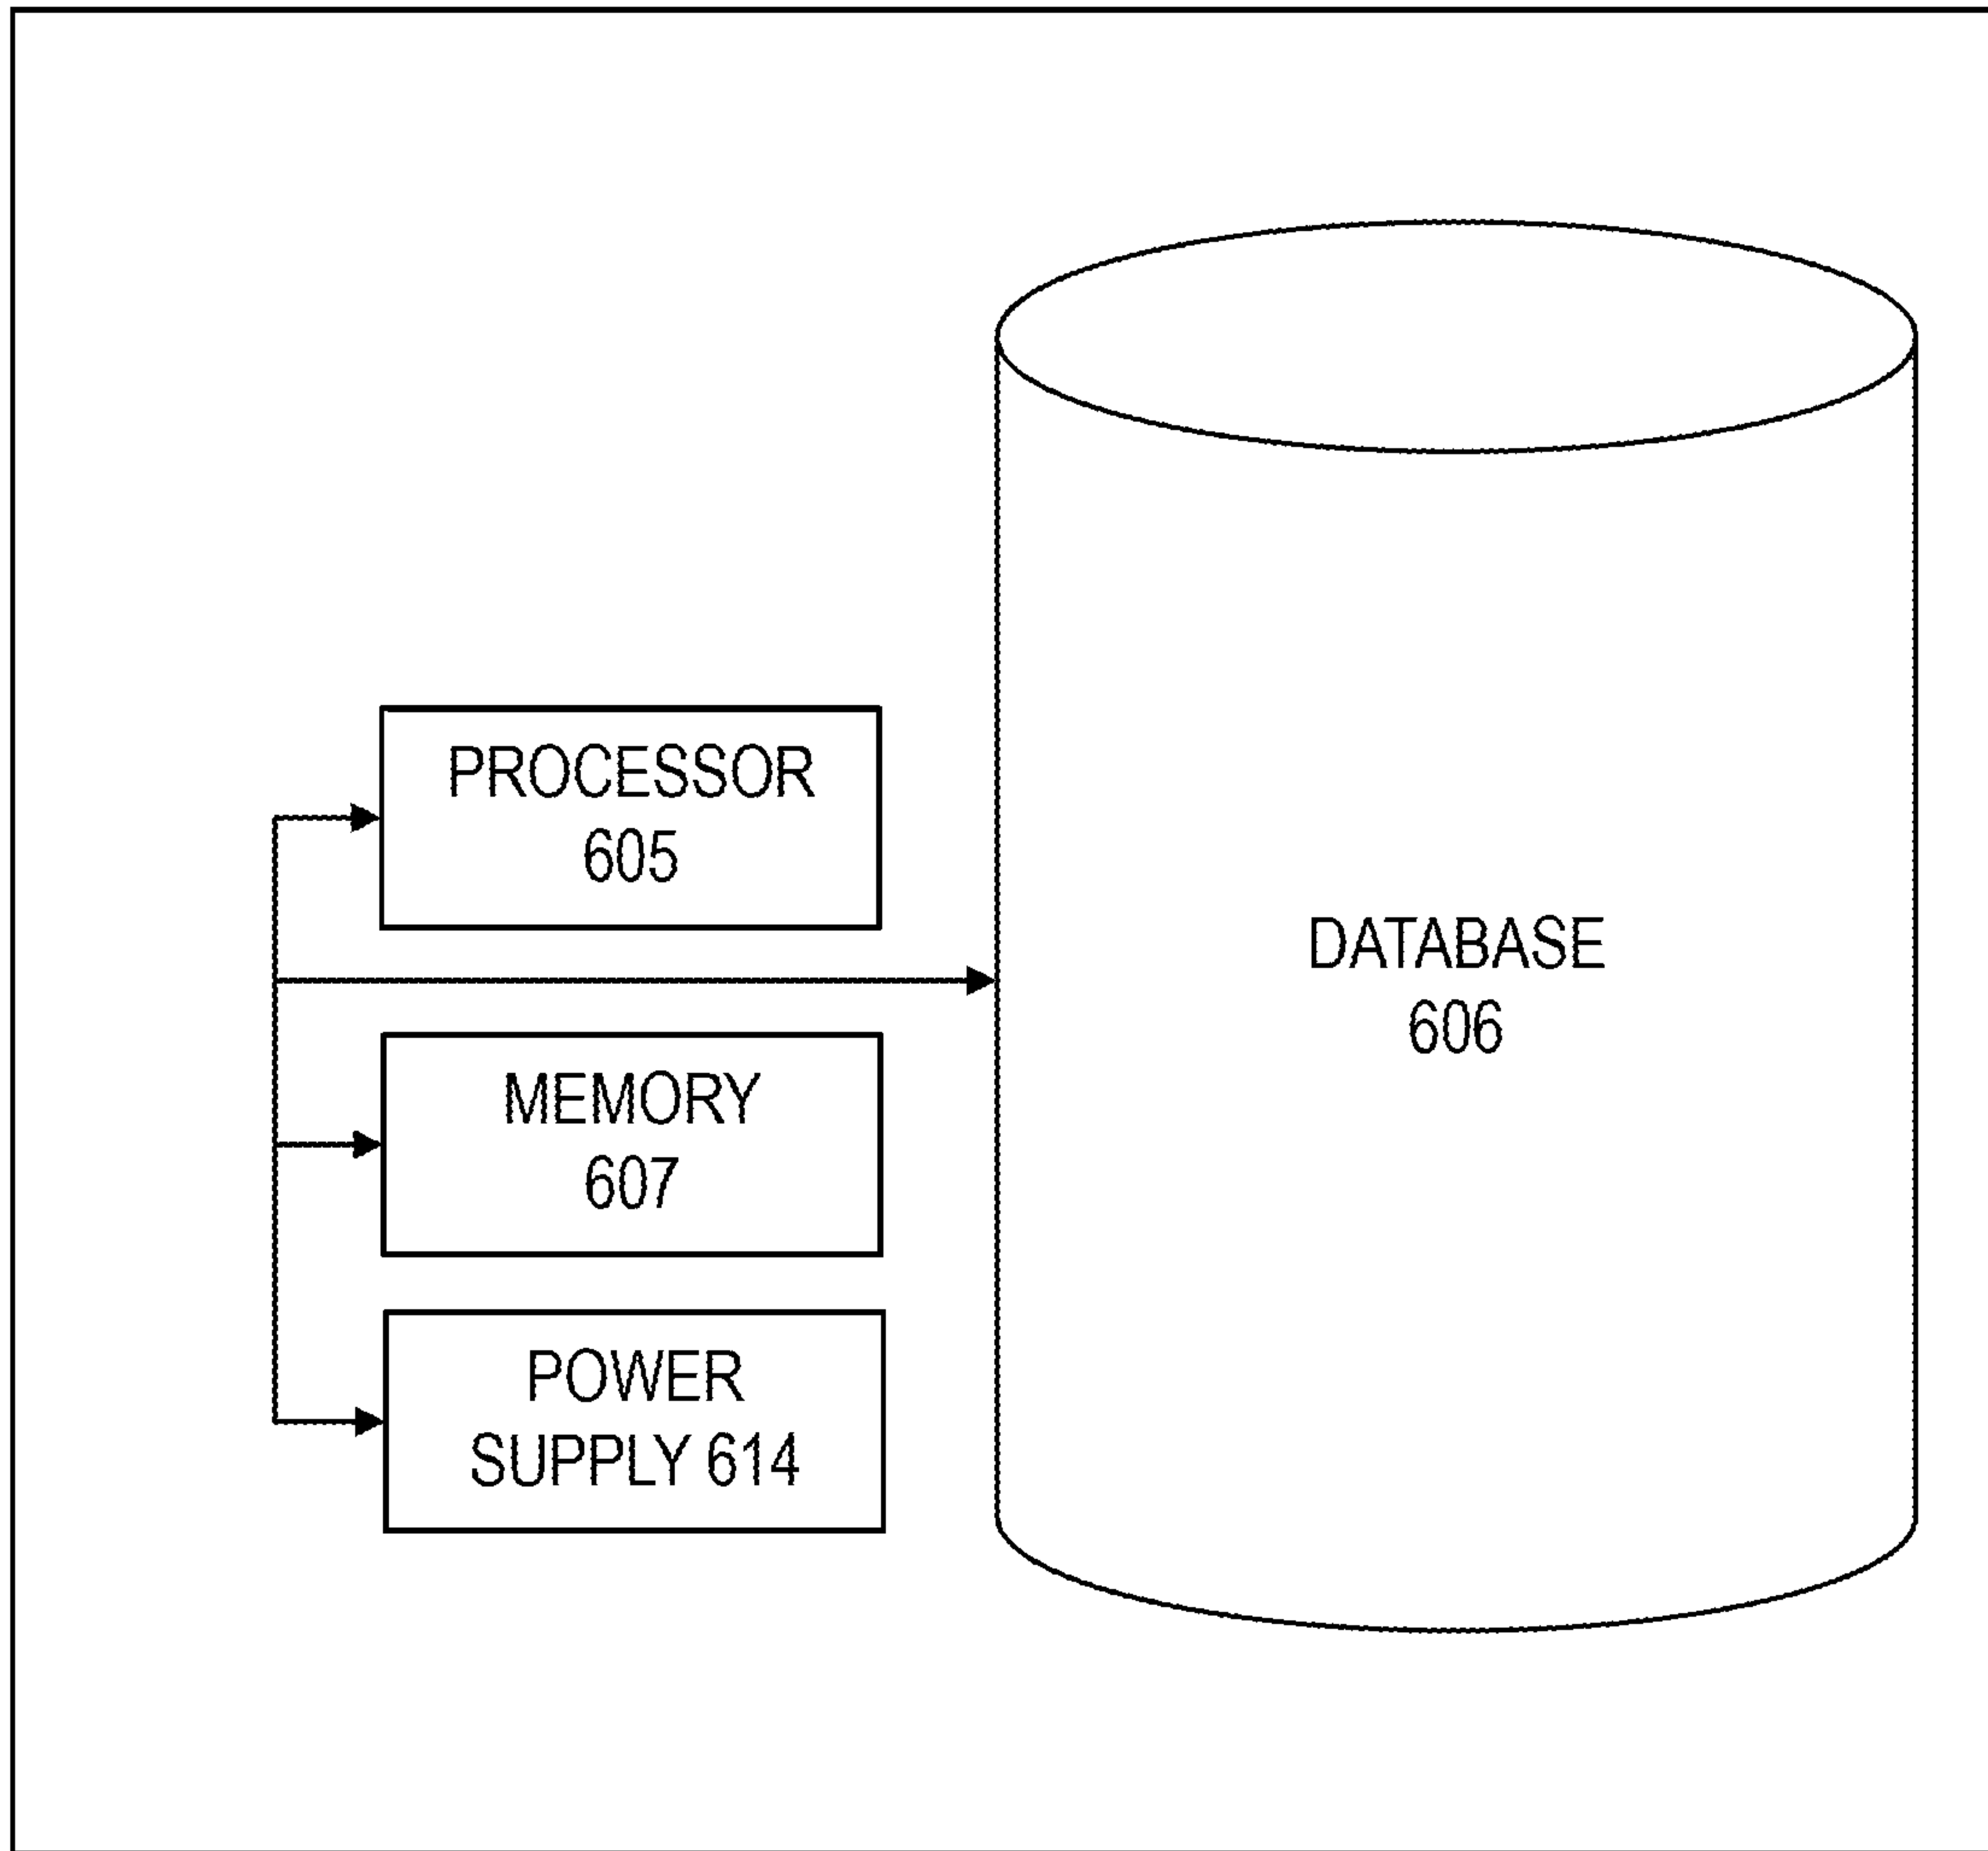 PROCESSOR
605
DATABASE
606
MEMORY
607
POWER
SUPPLY 614